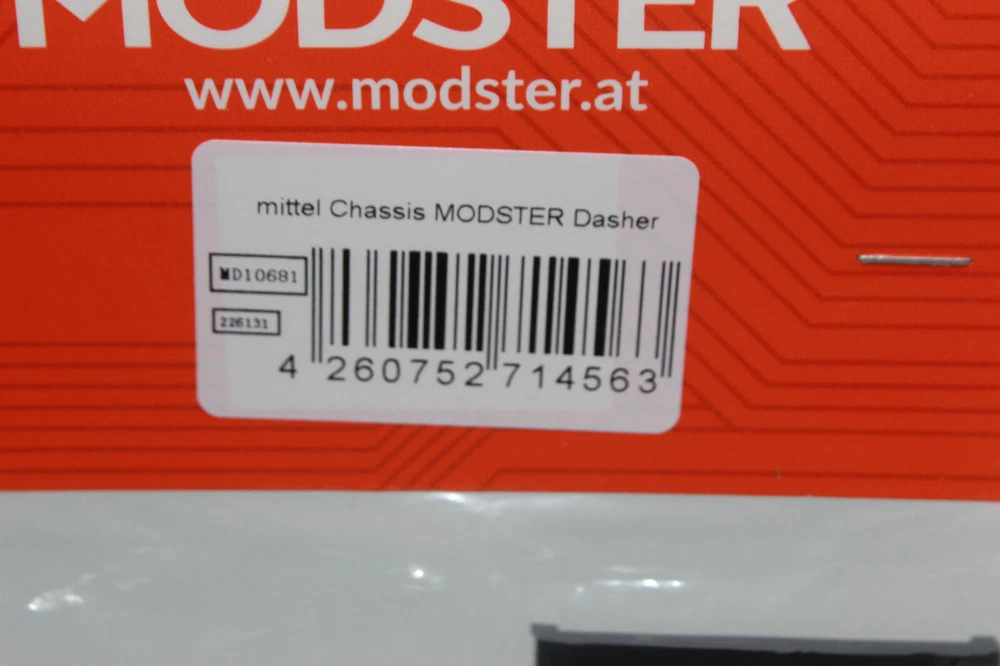 MODSTER
www.modster.at
mittel Chassis MODSTER Dasher
MD10681
226131
4 260752 714563